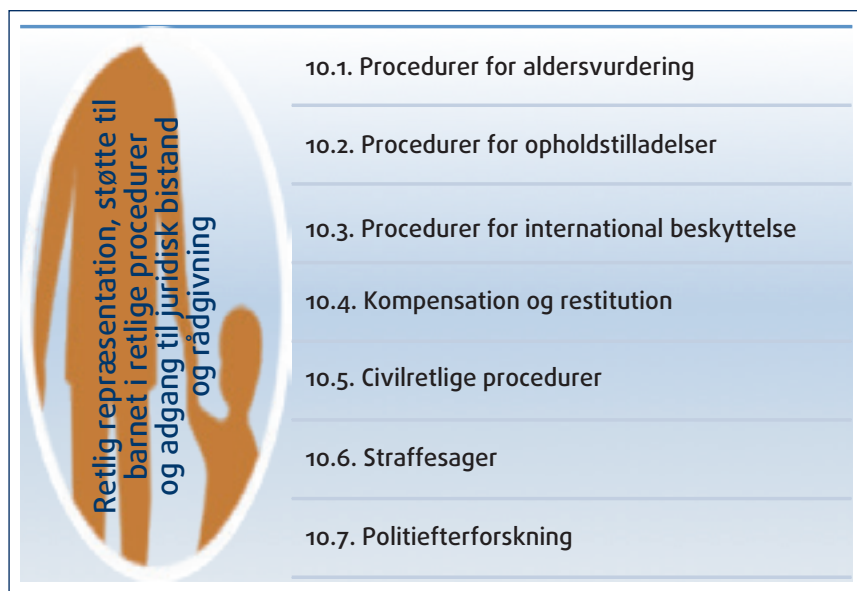 Retlig repræsentation, støtte til
barnet i retlige procedurer
og adgang til juridisk bistand
og rådgivning
10.1. Procedurer for aldersvurdering
10.2. Procedurer for opholdstilladelser
10.3. Procedurer for international beskyttelse
10.4. Kompensation og restitution
10.5. Civilretlige procedurer
10.6. Straffesager
10.7. Politiefterforskning